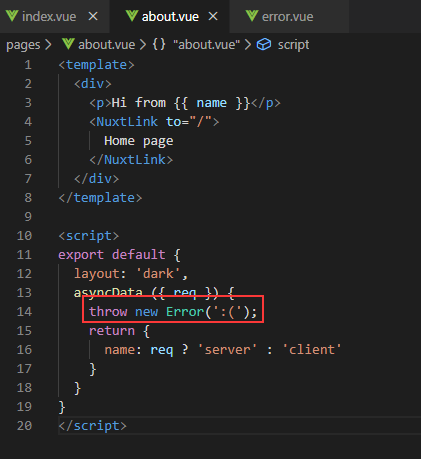 index.vue about.vue error.vue
pages > about.vue > {} "about.vue" > script
1 <template>
2 <div>
3 <p>Hi from {{ name }}</p>
4 <NuxtLink to="/">
5 Home page
6 </NuxtLink>
7 </div>
8 </template>
9
10 <script>
11 export default {
12 layout: 'dark',
13 asyncData ({ req }) {
14 throw new Error(':(');
15 return {
16 name: req ? 'server' : 'client'
17 }
18 }
19 }
20 </script>